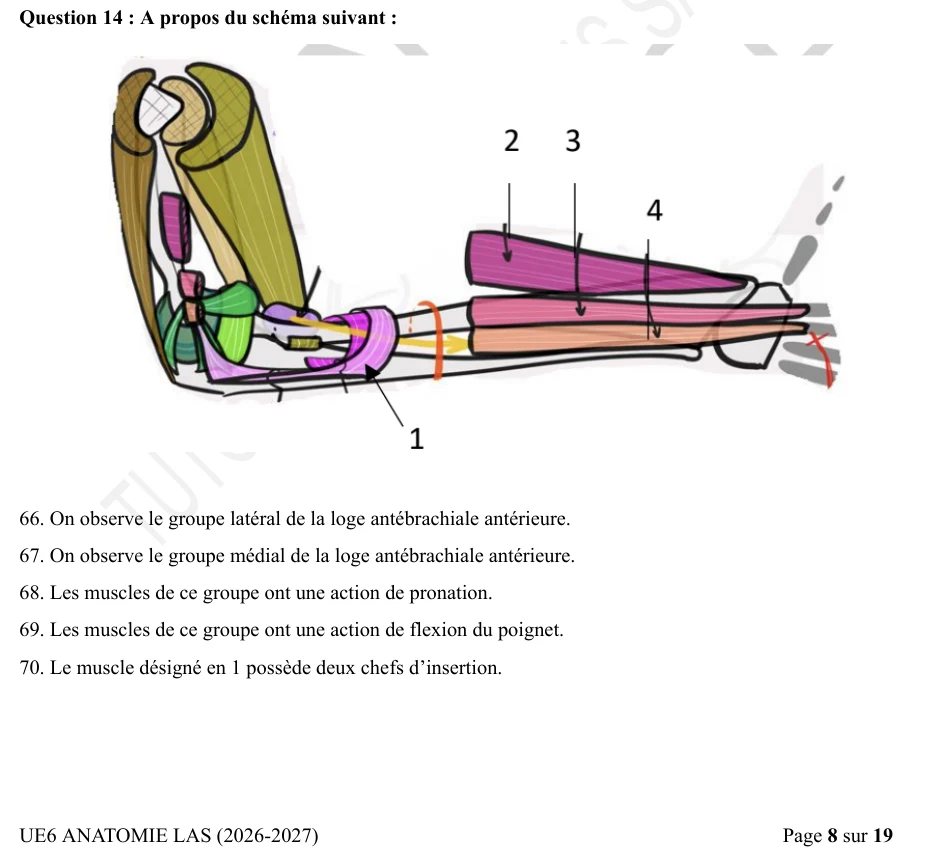 Question 14 : A propos du schéma suivant :
2 3
4
1
66. On observe le groupe latéral de la loge antébrachiale antérieure.
67. On observe le groupe médial de la loge antébrachiale antérieure.
68. Les muscles de ce groupe ont une action de pronation.
69. Les muscles de ce groupe ont une action de flexion du poignet.
70. Le muscle désigné en 1 possède deux chefs d’insertion.
UE6 ANATOMIE LAS (2026-2027) Page 8 sur 19